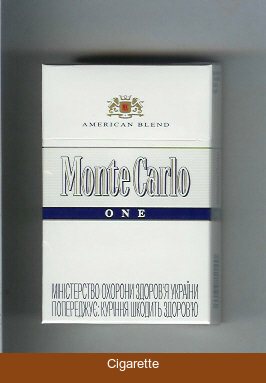 AMERICAN BLEND
Monte Carlo
ONE
МІНІСТЕРСТВО ОХОРОНИ ЗДОРОВ'Я УКРАЇНИ
ПОПЕРЕДЖУЄ: КУРІННЯ ШКОДИТЬ ЗДОРОВ'Ю
Cigarette